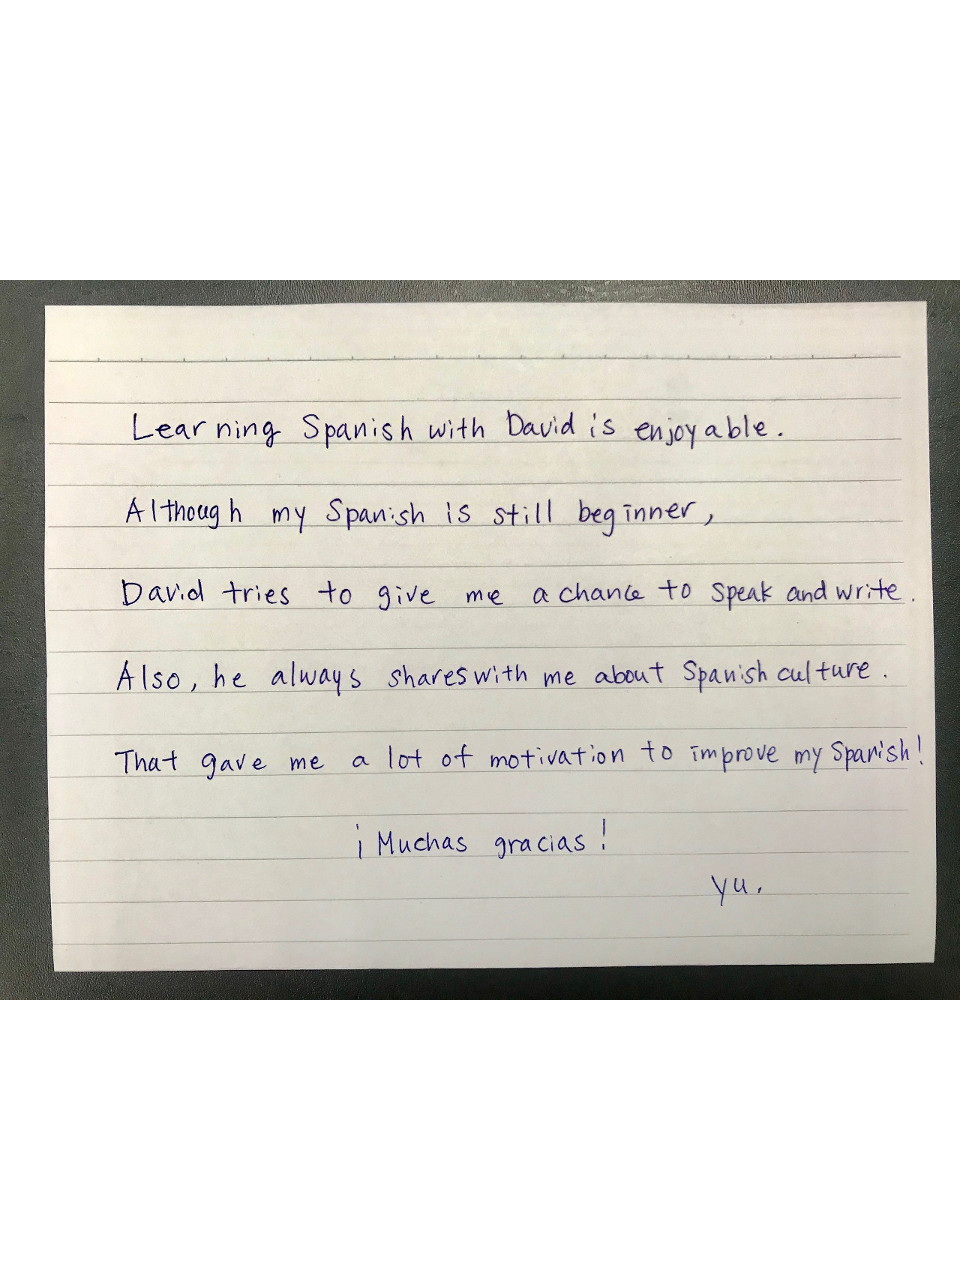 Learning Spanish with David is enjoyable.
Although my Spanish is still beginner,
David tries to give me a chance to speak and write.
Also, he always shares with me about Spanish culture.
That gave me a lot of motivation to improve my Spanish!
¡Muchas gracias!
Yu.